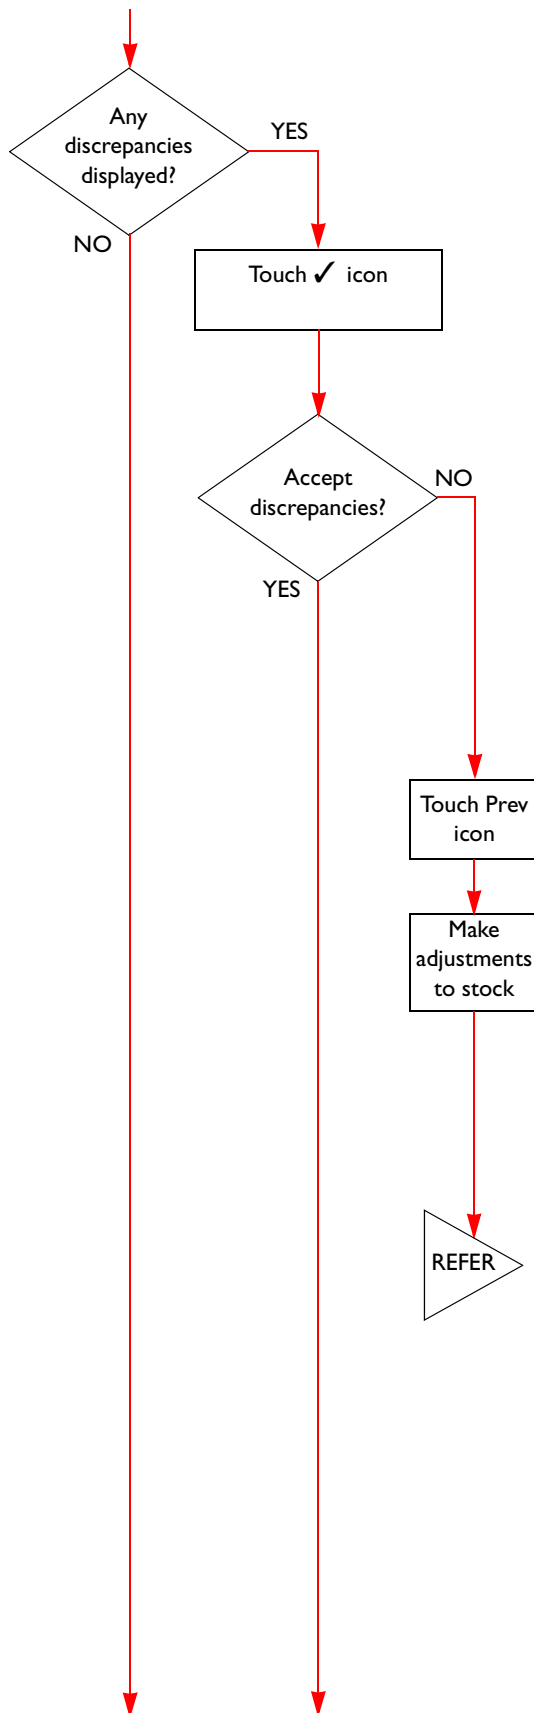 Any
discrepancies
displayed?
YES
NO
Touch ✓ icon
Accept
discrepancies?
NO
YES
Touch Prev
icon
Make
adjustments
to stock
REFER